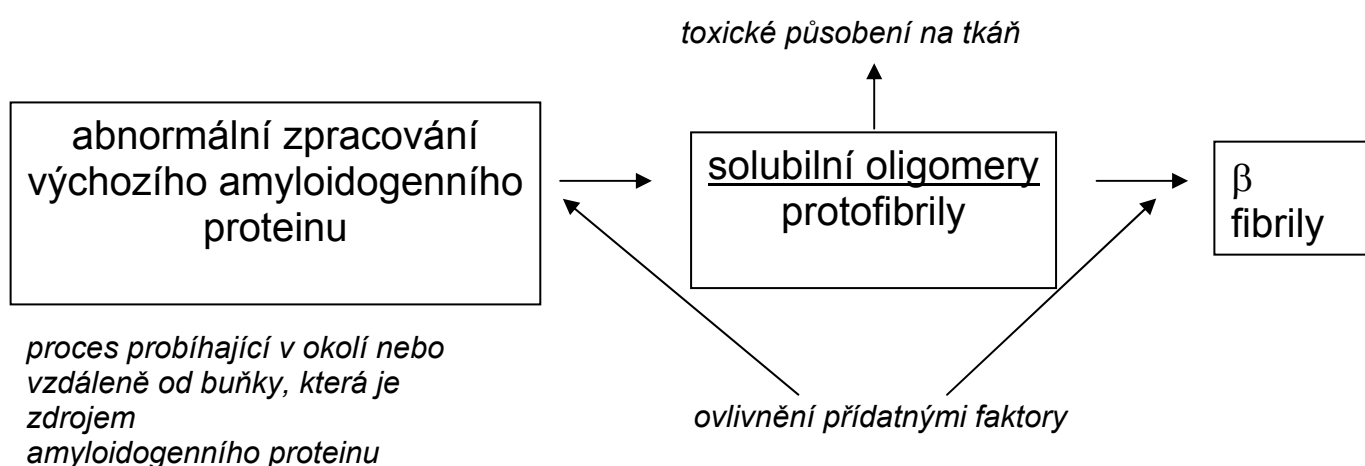 toxické působení na tkáň
abnormální zpracování
výchozího amyloidogenního
proteinu
solubilní oligomery
protofibrily
β
fibrily
proces probíhající v okolí nebo
vzdáleně od buňky, která je
zdrojem
amyloidogenního proteinu
ovlivnění přídatnými faktory